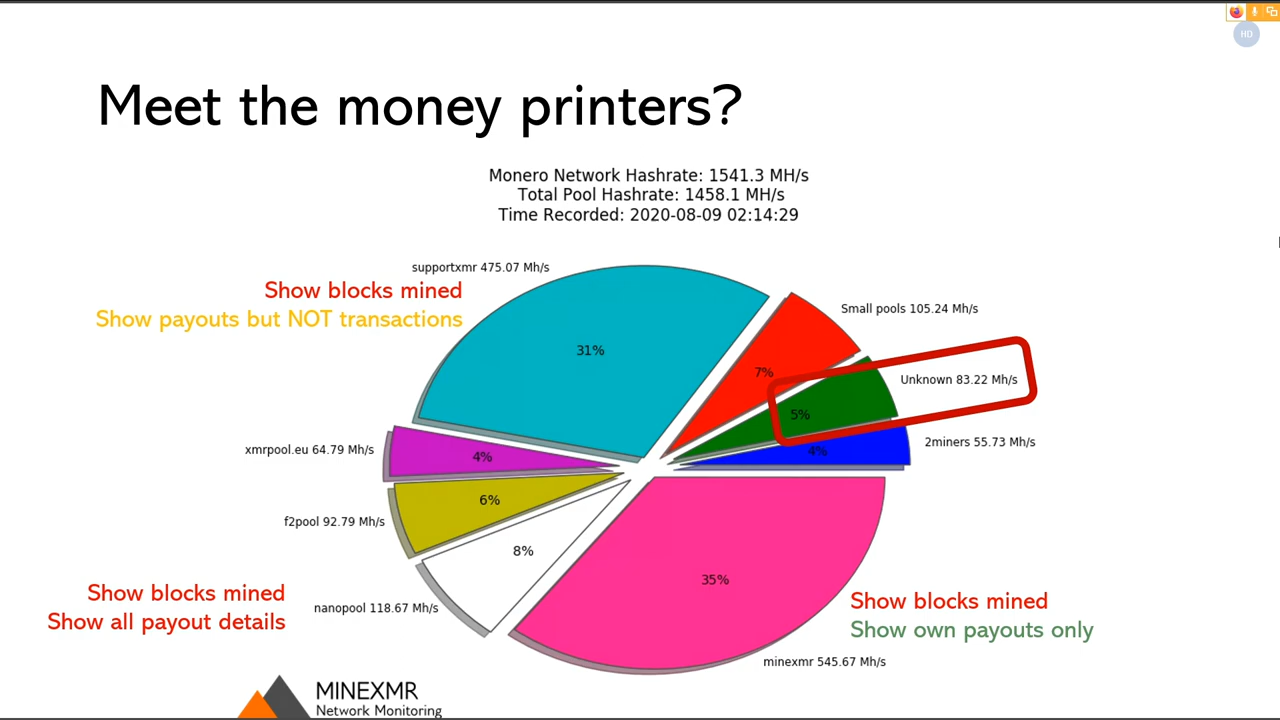 HD
Meet the money printers?
Monero Network Hashrate: 1541.3 MH/s
Total Pool Hashrate: 1458.1 MH/s
Time Recorded: 2020-08-09 02:14:29
supportxmr 475.07 Mh/s
Show blocks mined
Show payouts but NOT transactions
31%
Small pools 105.24 Mh/s
7%
Unknown 83.22 Mh/s
5%
2miners 55.73 Mh/s
4%
xmrpool.eu 64.79 Mh/s
4%
f2pool 92.79 Mh/s
6%
nanopool 118.67 Mh/s
8%
Show blocks mined
Show all payout details
35%
minexmr 545.67 Mh/s
Show blocks mined
Show own payouts only
MINEXMR
Network Monitoring